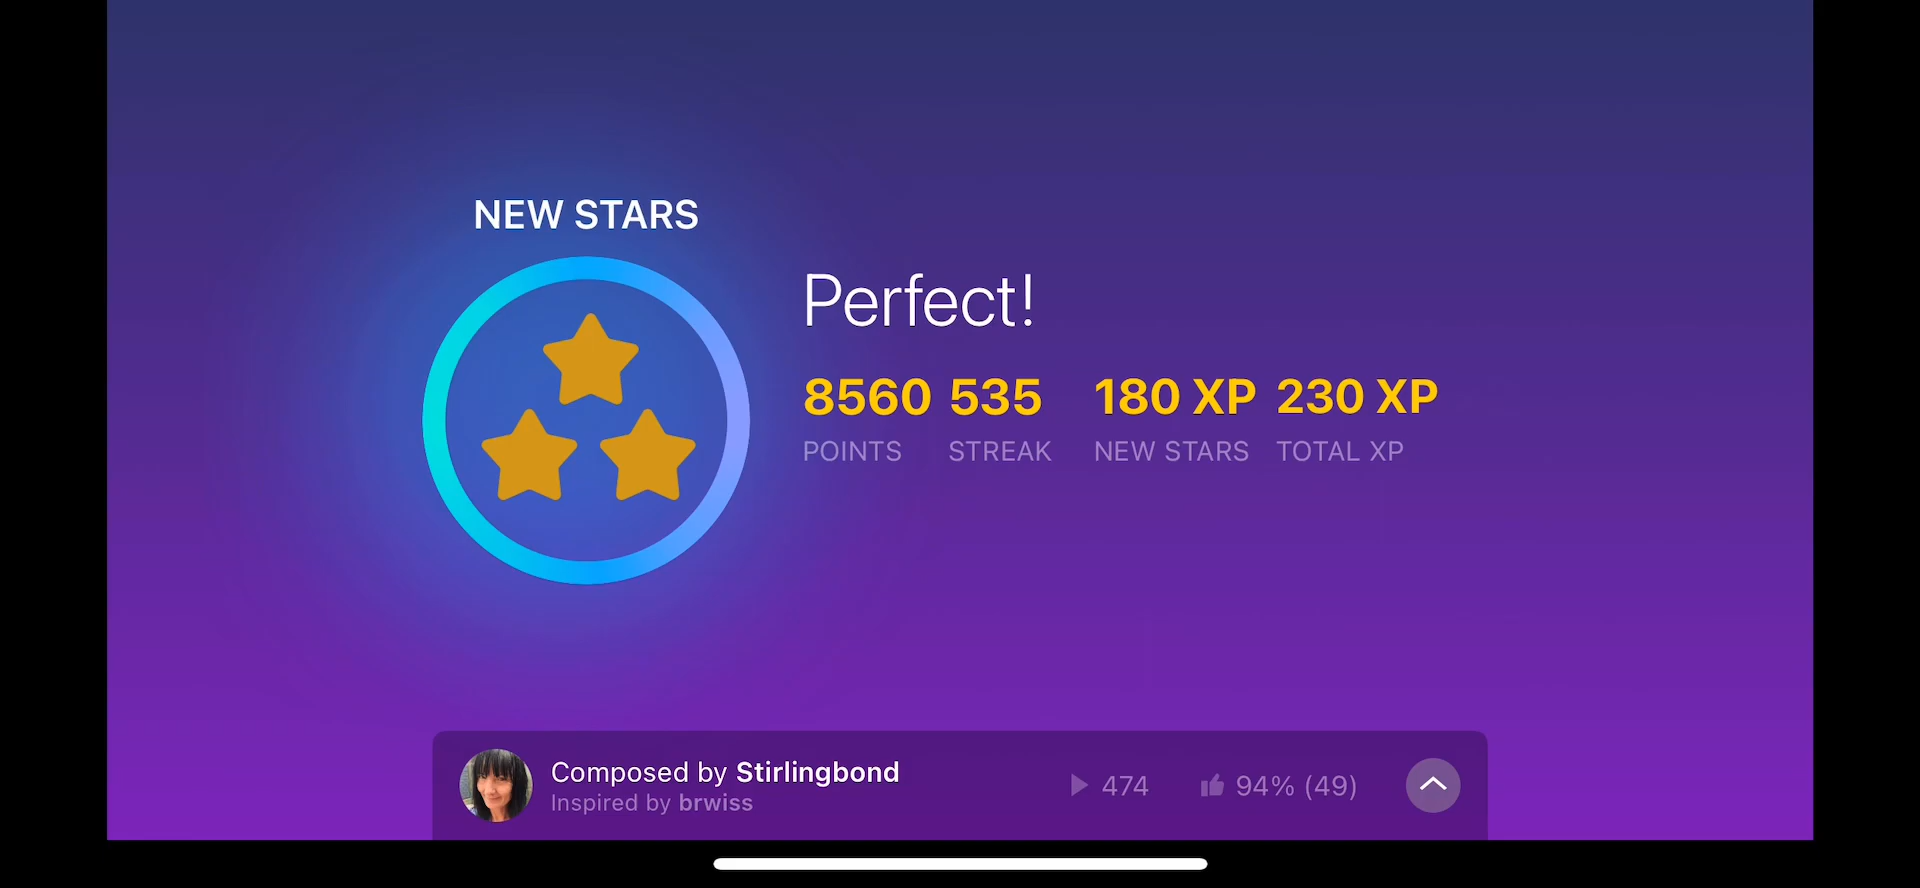 NEW STARS
Perfect!
8560 535 180 XP 230 XP
POINTS STREAK NEW STARS TOTAL XP
Composed by Stirlingbond
Inspired by brwiss
474 94% (49)